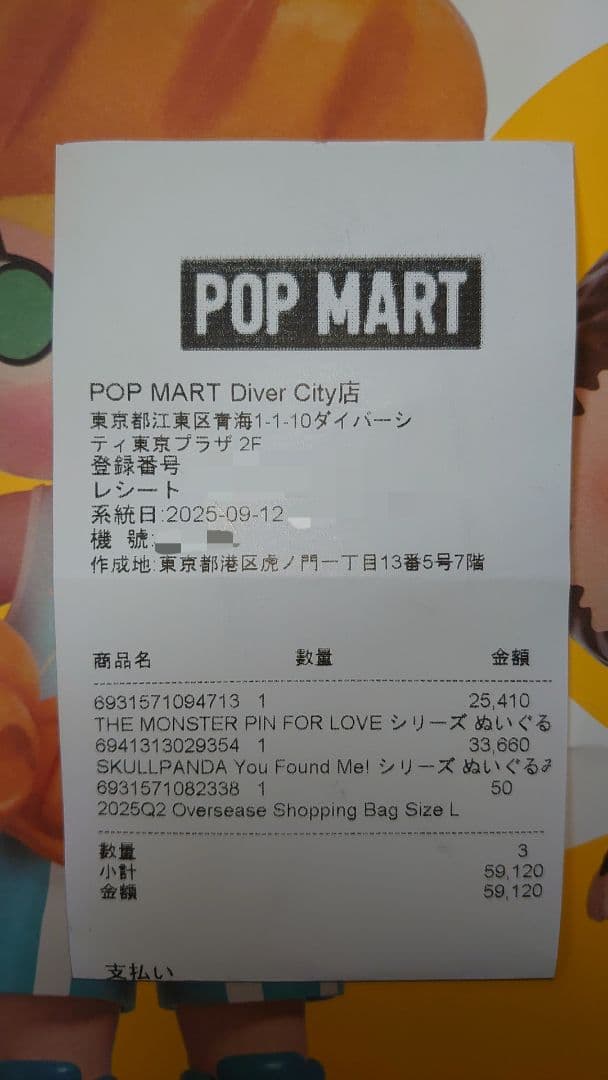 POP MART
POP MART Diver City店
東京都江東区青海1-1-10ダイバーシ
ティ東京プラザ 2F
登録番号
レシート
系統日:2025-09-12
機 號:
作成地:東京都港区虎ノ門一丁目13番5号7階
商品名 数量 金額
6931571094713 1 25,410
THE MONSTER PIN FOR LOVE シリーズ ぬいぐる
6941313029354 1 33,660
SKULLPANDA You Found Me! シリーズ ぬいぐるみ
6931571082338 1 50
2025Q2 Oversease Shopping Bag Size L
数量 3
小計 59,120
金額 59,120
支払い